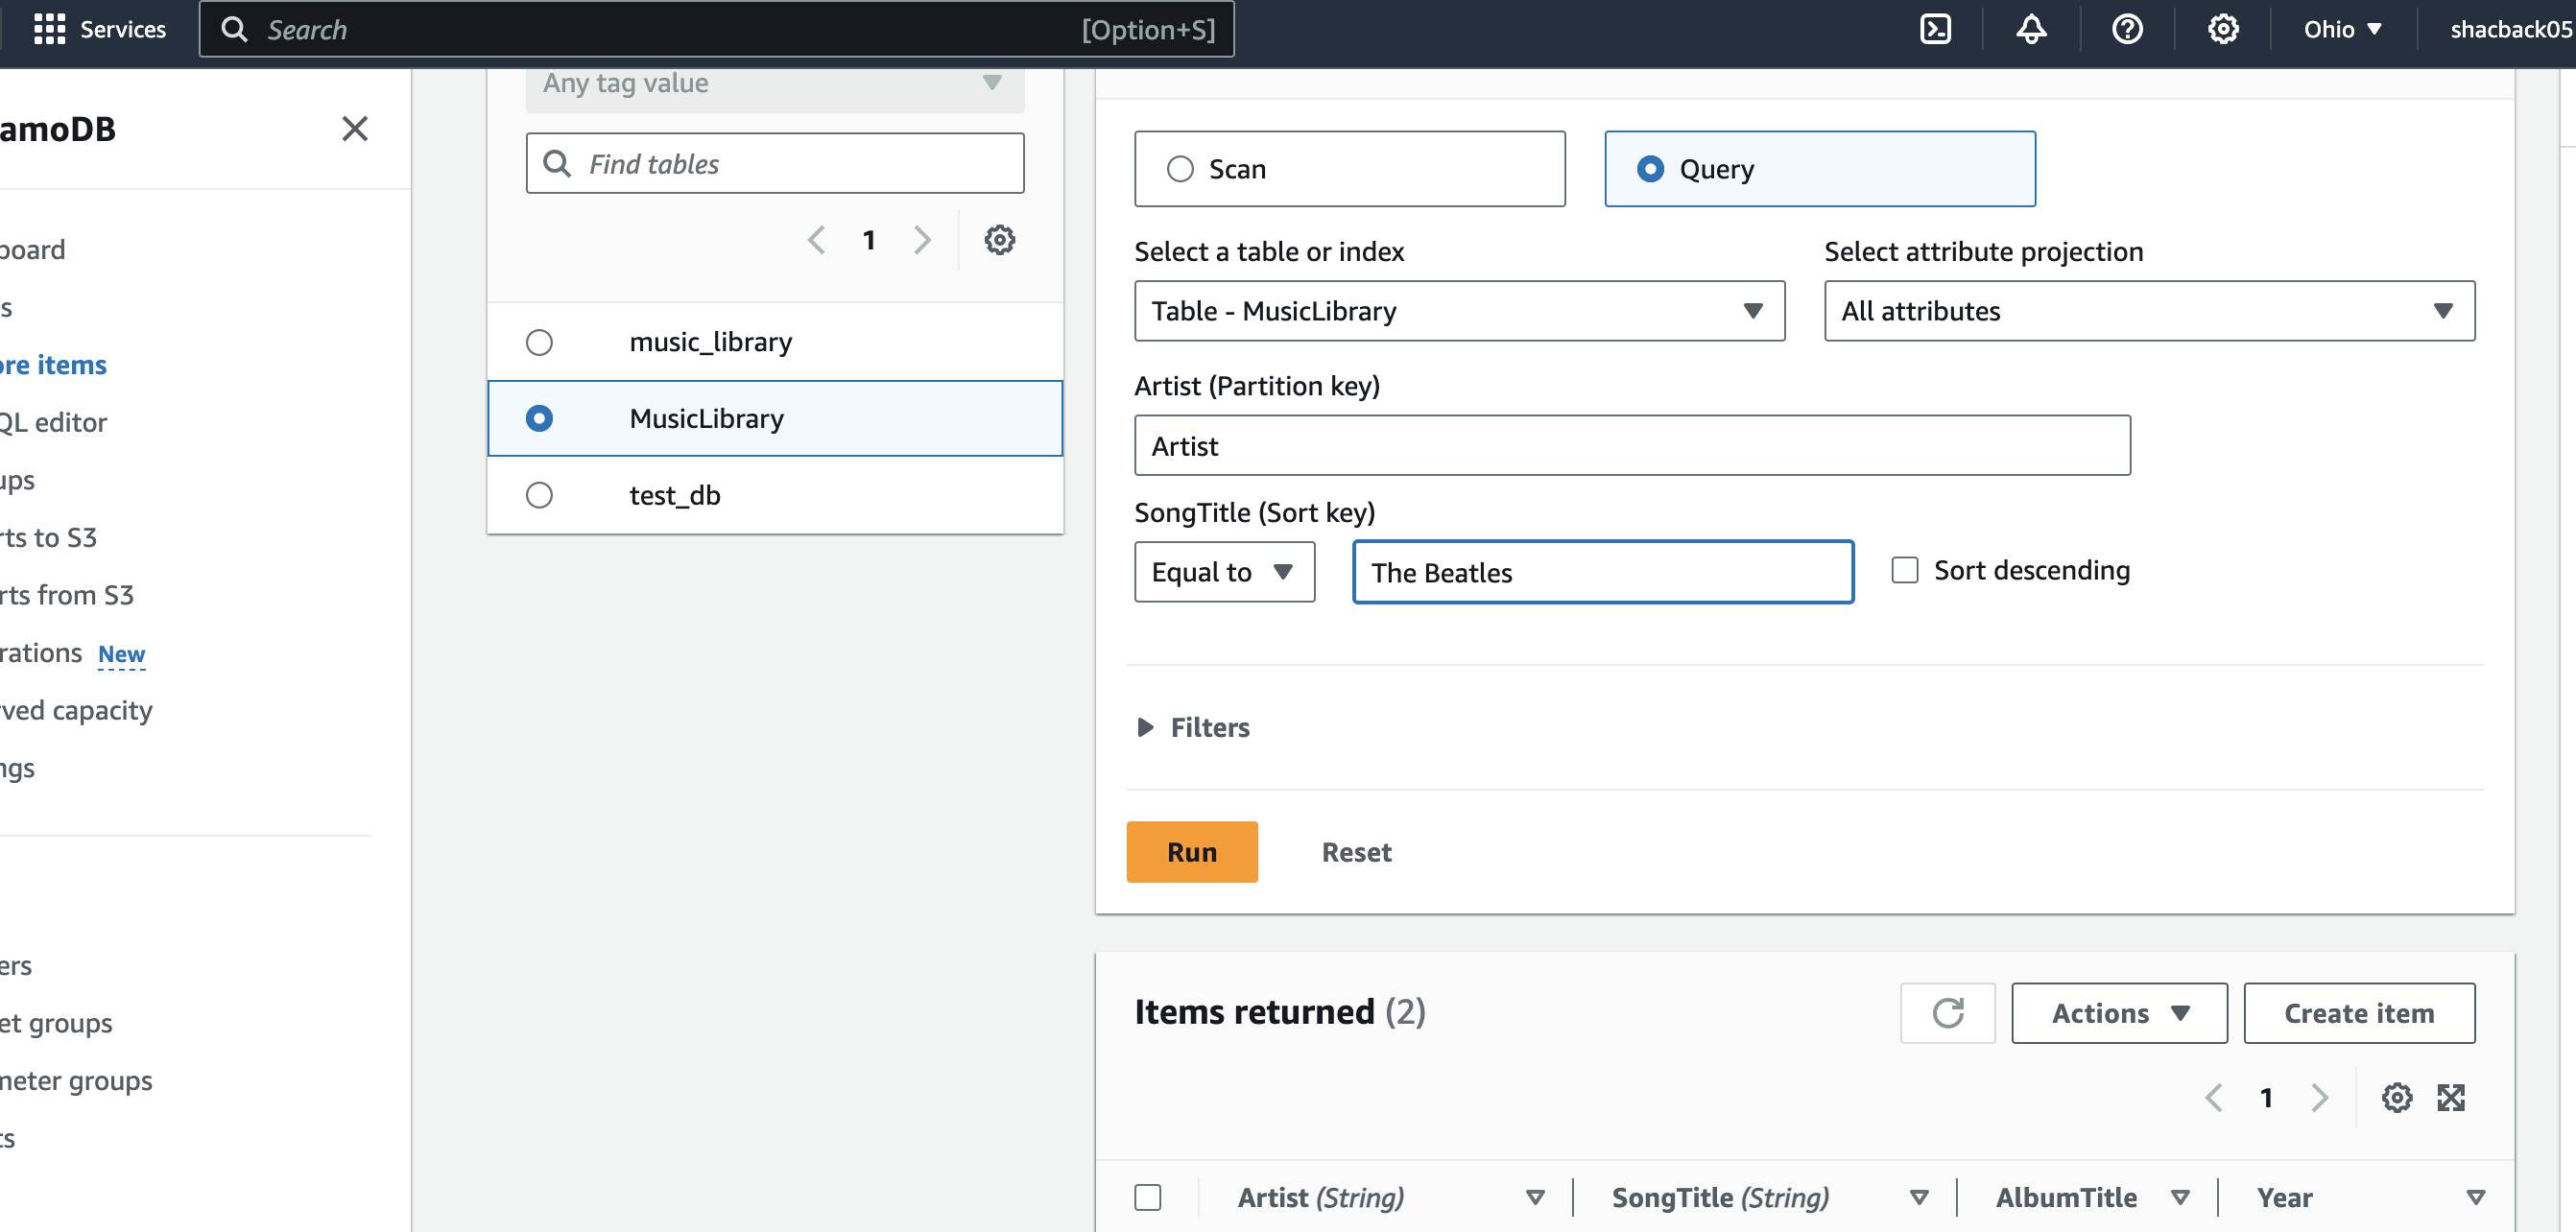 Services
Search
[Option+S]
Ohio
shacback05
amoDB
board
s
ore items
QL editor
ups
rts to S3
rts from S3
rations New
rved capacity
ngs
ers
et groups
meter groups
ts
Any tag value
Find tables
1
music_library
MusicLibrary
test_db
Scan
Query
Select a table or index
Select attribute projection
Table - MusicLibrary
All attributes
Artist (Partition key)
Artist
SongTitle (Sort key)
Equal to
The Beatles
Sort descending
Filters
Run
Reset
Items returned (2)
Actions
Create item
1
Artist (String)
SongTitle (String)
AlbumTitle
Year